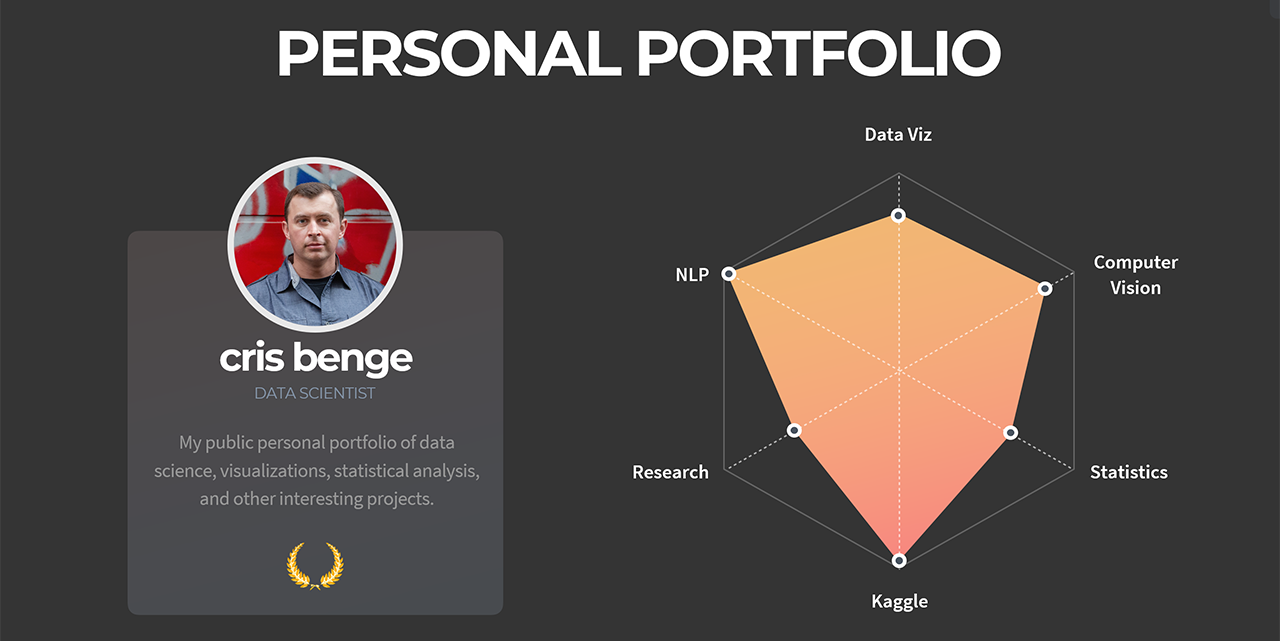 PERSONAL PORTFOLIO
cris benge
DATA SCIENTIST
My public personal portfolio of data
science, visualizations, statistical analysis,
and other interesting projects.
Data Viz
NLP
Computer
Vision
Research
Statistics
Kaggle